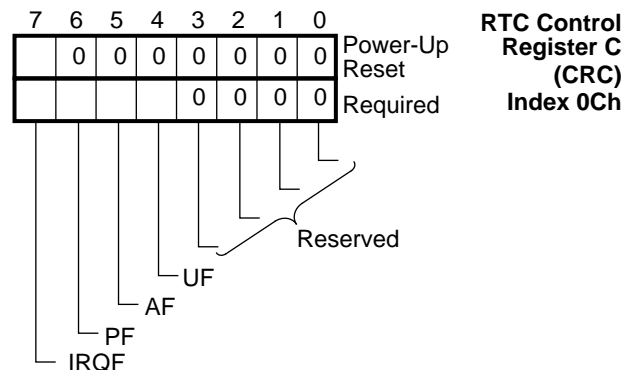 7 6 5 4 3 2 1 0
RTC Control
Register C
(CRC)
Index 0Ch
0 0 0 0 0 0 0
Power-Up
Reset
0 0 0 0
Required
Reserved
UF
AF
PF
IRQF